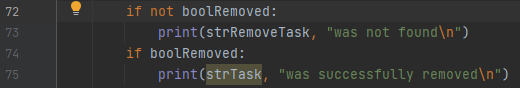 72 if not boolRemoved:
73 print(strRemoveTask, "was not found\n")
74 if boolRemoved:
75 print(strTask, "was successfully removed\n")